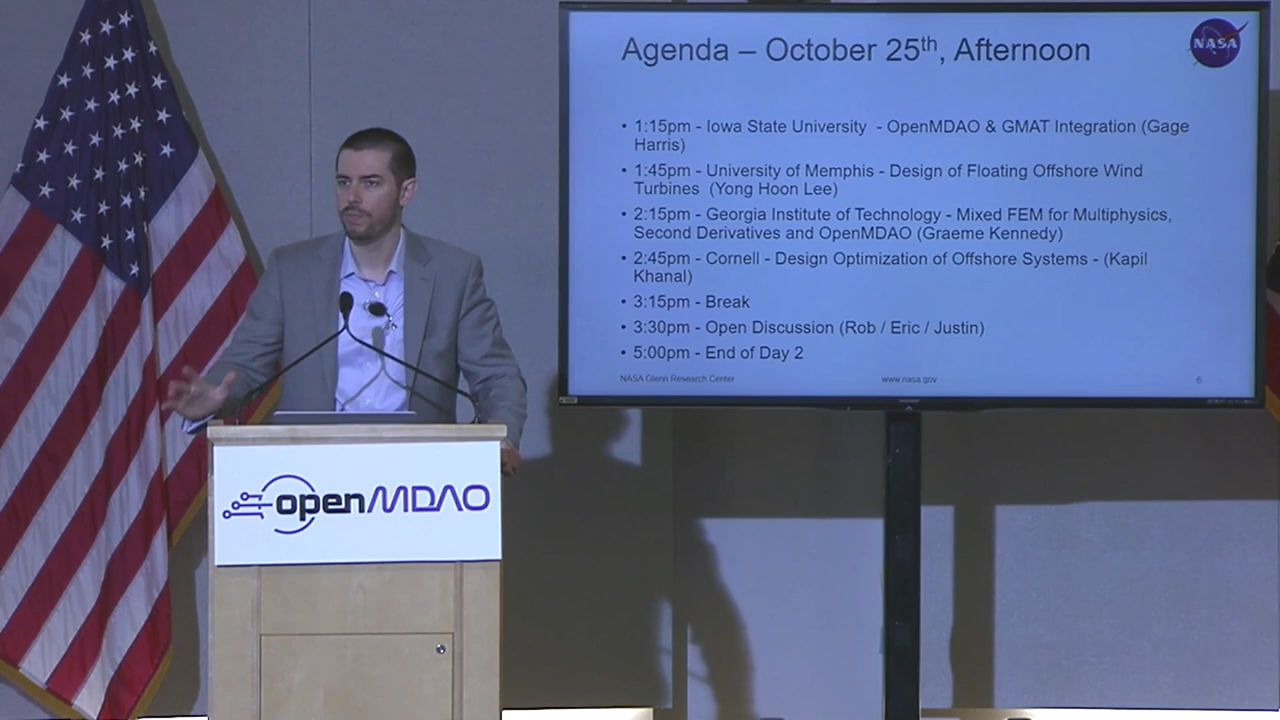 Agenda – October 25th, Afternoon
NASA
• 1:15pm - Iowa State University - OpenMDAO & GMAT Integration (Gage
Harris)
• 1:45pm - University of Memphis - Design of Floating Offshore Wind
Turbines (Yong Hoon Lee)
• 2:15pm - Georgia Institute of Technology - Mixed FEM for Multiphysics,
Second Derivatives and OpenMDAO (Graeme Kennedy)
• 2:45pm - Cornell - Design Optimization of Offshore Systems - (Kapil
Khanal)
• 3:15pm - Break
• 3:30pm - Open Discussion (Rob / Eric / Justin)
• 5:00pm - End of Day 2
NASA Glenn Research Center www.nasa.gov 6
openMDAO